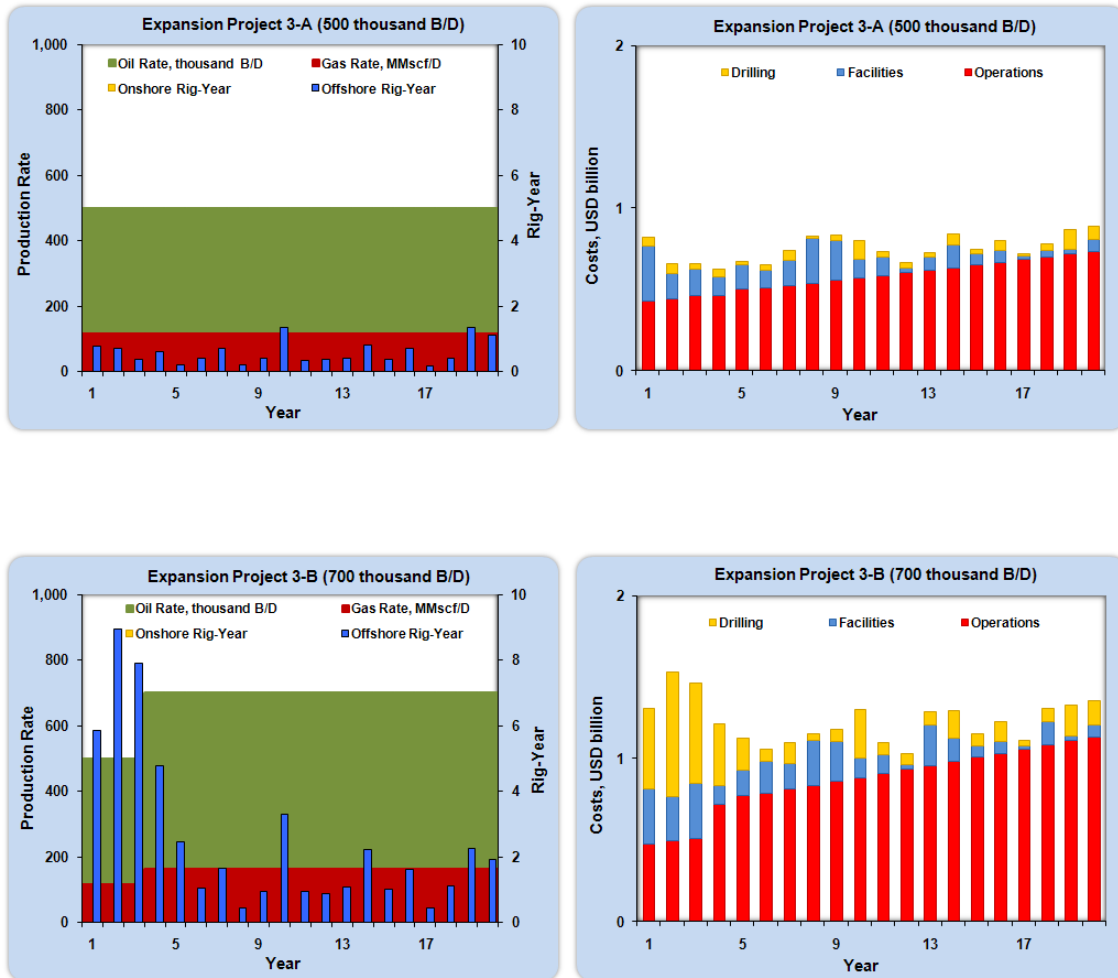 Expansion Project 3-A (500 thousand B/D)
1,000
800
600
400
200
0
Production Rate
Oil Rate, thousand B/D
Gas Rate, MMscf/D
Onshore Rig-Year
Offshore Rig-Year
10
8
6
4
2
0
Rig-Year
1 5 9 13 17
Year
Expansion Project 3-A (500 thousand B/D)
2
1
0
Costs, USD billion
Drilling Facilities Operations
1 5 9 13 17
Year
Expansion Project 3-B (700 thousand B/D)
1,000
800
600
400
200
0
Production Rate
Oil Rate, thousand B/D
Gas Rate, MMscf/D
Onshore Rig-Year
Offshore Rig-Year
10
8
6
4
2
0
Rig-Year
1 5 9 13 17
Year
Expansion Project 3-B (700 thousand B/D)
2
1
0
Costs, USD billion
Drilling Facilities Operations
1 5 9 13 17
Year